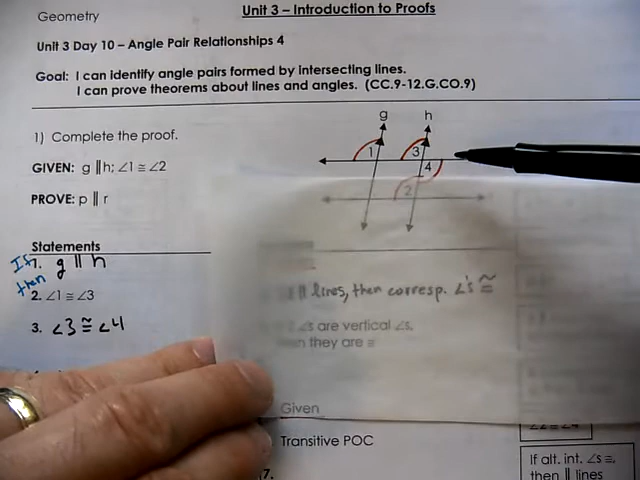 Geometry
Unit 3 – Introduction to Proofs
Unit 3 Day 10 – Angle Pair Relationships 4
Goal: I can identify angle pairs formed by intersecting lines.
I can prove theorems about lines and angles. (CC.9-12.G.CO.9)
1) Complete the proof.
GIVEN: g ∥ h; ∠1 ≅ ∠2
PROVE: p ∥ r
g
h
1
3
4
2
Statements
If
1. g ∥ h
then
2. ∠1 ≅ ∠3
3. ∠3 ≅ ∠4
∥ lines, then corresp. ∠'s ≅
∠s are vertical ∠s,
then they are ≅
Given
Transitive POC
7.
∠2 ≅ ∠4
If alt. int. ∠s ≅,
then ∥ lines